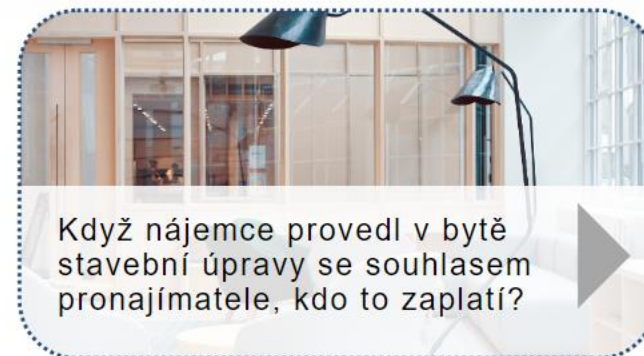 Když nájemce provedl v bytě
stavební úpravy se souhlasem
pronajímatele, kdo to zaplatí?